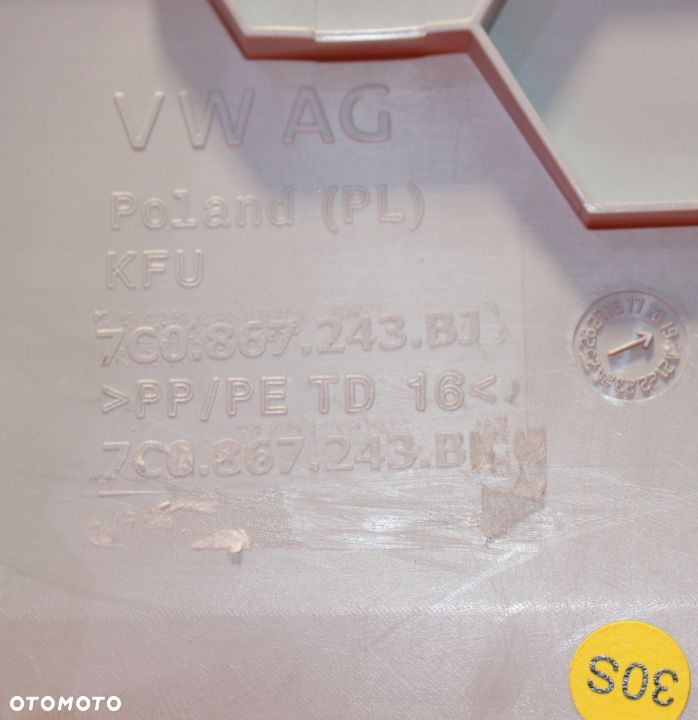 VW AG
Poland (PL)
KFU
7C0.867.243.BJ
>PP/PE TD 16<
7C0.867.243.BK
30S
OTOMOTO